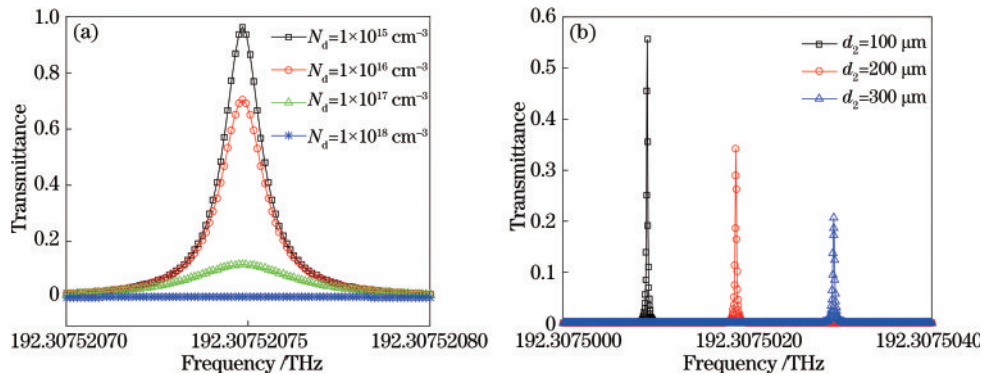 (a)
1.0
0.8
0.6
0.4
0.2
0
Transmittance
N_d=1×10^15 cm^-3
N_d=1×10^16 cm^-3
N_d=1×10^17 cm^-3
N_d=1×10^18 cm^-3
192.307752070 192.307752075 192.307752080
Frequency /THz
(b)
0.6
0.5
0.4
0.3
0.2
0.1
0
Transmittance
d_2=100 μm
d_2=200 μm
d_2=300 μm
192.3075000 192.3075020 192.3075040
Frequency /THz